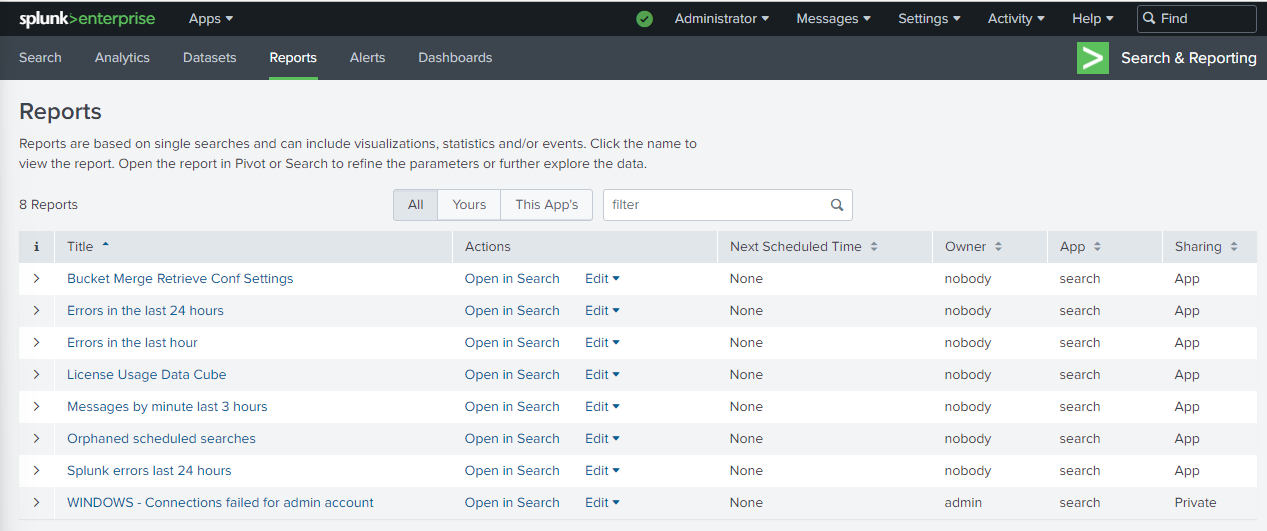 splunk>enterprise Apps Administrator Messages Settings Activity Help Find
Search Analytics Datasets Reports Alerts Dashboards Search & Reporting
Reports
Reports are based on single searches and can include visualizations, statistics and/or events. Click the name to
view the report. Open the report in Pivot or Search to refine the parameters or further explore the data.
8 Reports All Yours This App's filter
i Title Actions Next Scheduled Time Owner App Sharing
Bucket Merge Retrieve Conf Settings Open in Search Edit None nobody search App
Errors in the last 24 hours Open in Search Edit None nobody search App
Errors in the last hour Open in Search Edit None nobody search App
License Usage Data Cube Open in Search Edit None nobody search App
Messages by minute last 3 hours Open in Search Edit None nobody search App
Orphaned scheduled searches Open in Search Edit None nobody search App
Splunk errors last 24 hours Open in Search Edit None nobody search App
WINDOWS - Connections failed for admin account Open in Search Edit None admin search Private